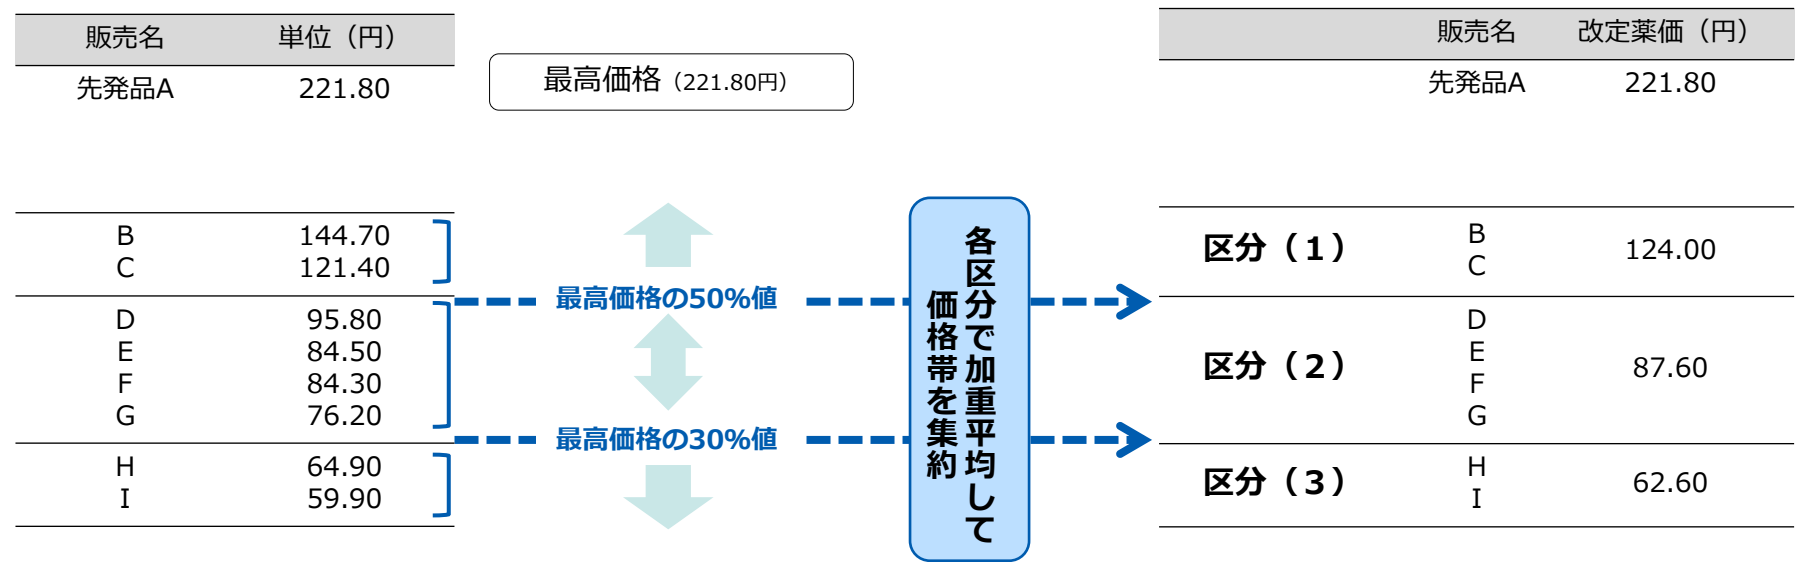 販売名 単位（円）
先発品A 221.80
B 144.70
C 121.40
D 95.80
E 84.50
F 84.30
G 76.20
H 64.90
I 59.90
最高価格（221.80円）
最高価格の50%値
最高価格の30%値
各区分で加重平均して
価格帯を集約
販売名 改定薬価（円）
先発品A 221.80
区分（1） B
C
124.00
区分（2） D
E
F
G
87.60
区分（3） H
I
62.60